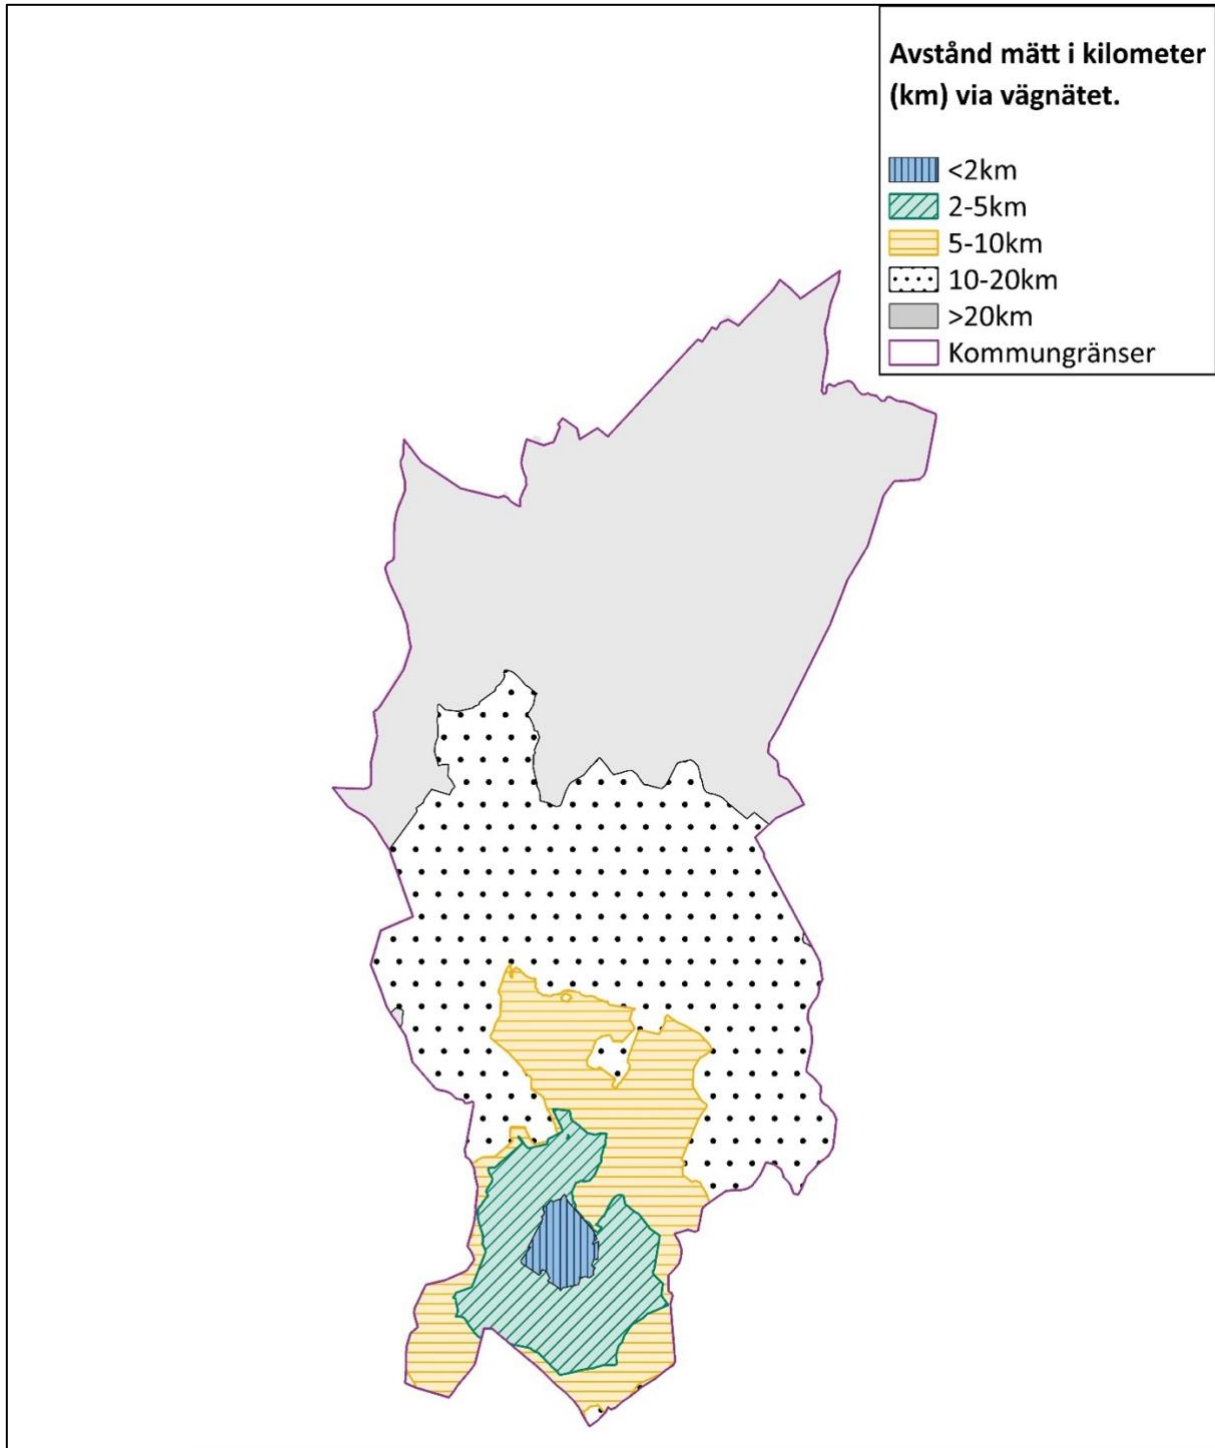 Avstånd mätt i kilometer
(km) via vägnätet.
<2km
2-5km
5-10km
10-20km
>20km
Kommungränser